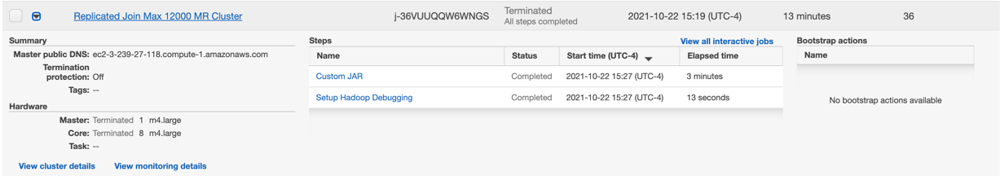 Replicated Join Max 12000 MR Cluster j-36VUUQQW6WNGS Terminated 2021-10-22 15:19 (UTC-4) 13 minutes 36
All steps completed
Summary
Master public DNS: ec2-3-239-27-118.compute-1.amazonaws.com
Termination
protection: Off
Tags: --
Hardware
Master: Terminated 1 m4.large
Core: Terminated 8 m4.large
Task: --
View cluster details View monitoring details
Steps View all interactive jobs
Name Status Start time (UTC-4) Elapsed time
Custom JAR Completed 2021-10-22 15:27 (UTC-4) 3 minutes
Setup Hadoop Debugging Completed 2021-10-22 15:27 (UTC-4) 13 seconds
Bootstrap actions
Name
No bootstrap actions available